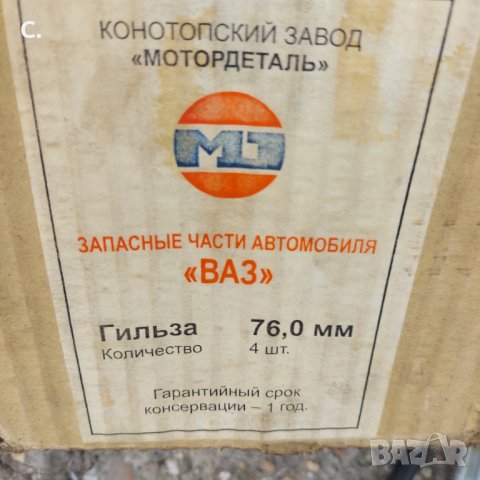 C.
КОНОТОПСКИЙ ЗАВОД
«МОТОРДЕТАЛЬ»
МД
ЗАПАСНЫЕ ЧАСТИ АВТОМОБИЛЯ
«ВАЗ»
Гильза 76,0 мм
Количество 4 шт.
Гарантийный срок
консервации – 1 год.
BAZAR